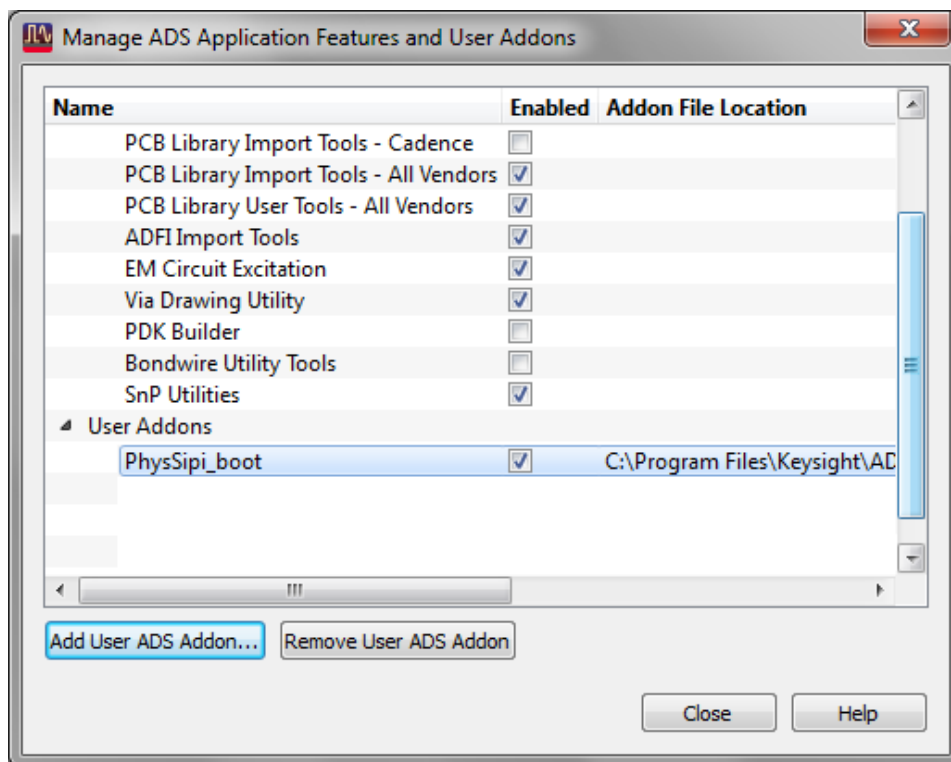 Manage ADS Application Features and User Addons
Name Enabled Addon File Location
PCB Library Import Tools - Cadence
PCB Library Import Tools - All Vendors
PCB Library User Tools - All Vendors
ADFI Import Tools
EM Circuit Excitation
Via Drawing Utility
PDK Builder
Bondwire Utility Tools
SnP Utilities
User Addons
PhysSipi_boot C:\Program Files\Keysight\AD
Add User ADS Addon... Remove User ADS Addon
Close Help